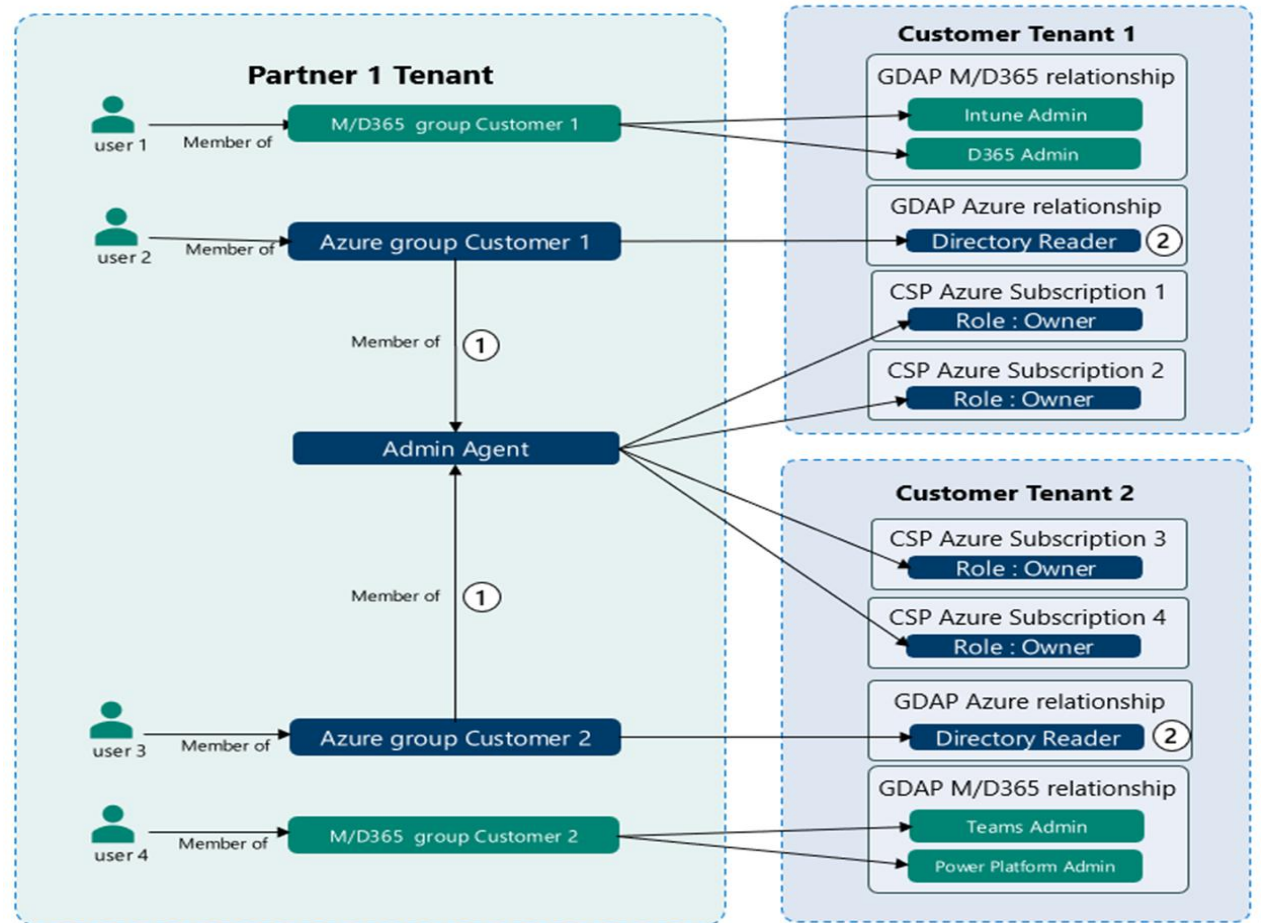 Partner 1 Tenant
user 1
Member of
M/D365 group Customer 1
user 2
Member of
Azure group Customer 1
Member of
1
Admin Agent
Member of
1
user 3
Member of
Azure group Customer 2
user 4
Member of
M/D365 group Customer 2
Customer Tenant 1
GDAP M/D365 relationship
Intune Admin
D365 Admin
GDAP Azure relationship
Directory Reader
2
CSP Azure Subscription 1
Role : Owner
CSP Azure Subscription 2
Role : Owner
Customer Tenant 2
CSP Azure Subscription 3
Role : Owner
CSP Azure Subscription 4
Role : Owner
GDAP Azure relationship
Directory Reader
2
GDAP M/D365 relationship
Teams Admin
Power Platform Admin